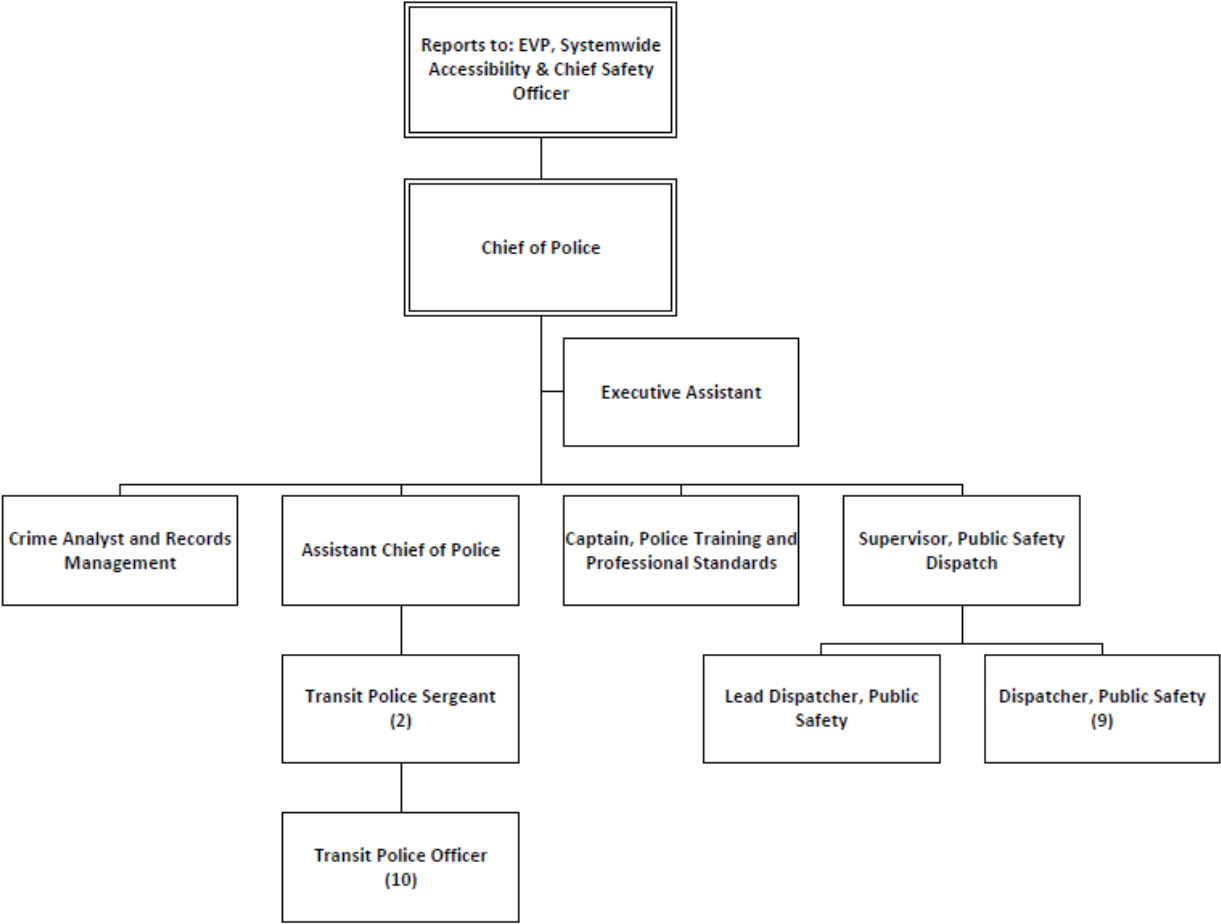 Reports to: EVP, Systemwide
Accessibility & Chief Safety
Officer
Chief of Police
Executive Assistant
Crime Analyst and Records
Management
Assistant Chief of Police
Captain, Police Training and
Professional Standards
Supervisor, Public Safety
Dispatch
Transit Police Sergeant
(2)
Lead Dispatcher, Public
Safety
Dispatcher, Public Safety
(9)
Transit Police Officer
(10)